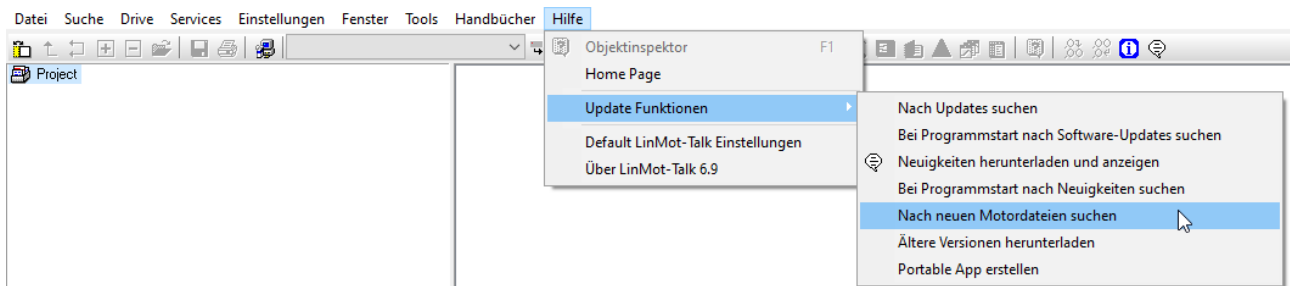 Datei Suche Drive Services Einstellungen Fenster Tools Handbücher Hilfe
Project
Objektinspektor F1
Home Page
Update Funktionen
Default LinMot-Talk Einstellungen
Über LinMot-Talk 6.9
Nach Updates suchen
Bei Programmstart nach Software-Updates suchen
Neuigkeiten herunterladen und anzeigen
Bei Programmstart nach Neuigkeiten suchen
Nach neuen Motordateien suchen
Ältere Versionen herunterladen
Portable App erstellen